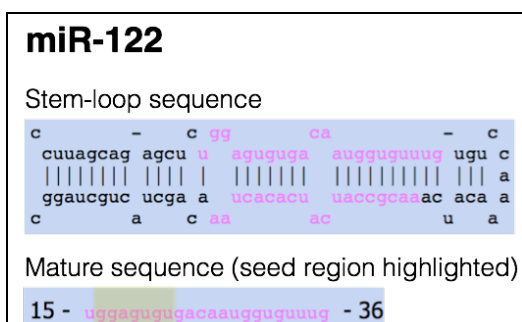 miR-122
Stem-loop sequence
c - c gg ca - c
cuuagcag agcu u aguguga augguguuug ugu c
|||||||| |||| | ||||||| |||||||||| ||| a
ggaucguc ucga a ucacacu uaccgcaaac aca a
c a c aa ac u a
Mature sequence (seed region highlighted)
15 - uggagugugacaaugguguuug - 36